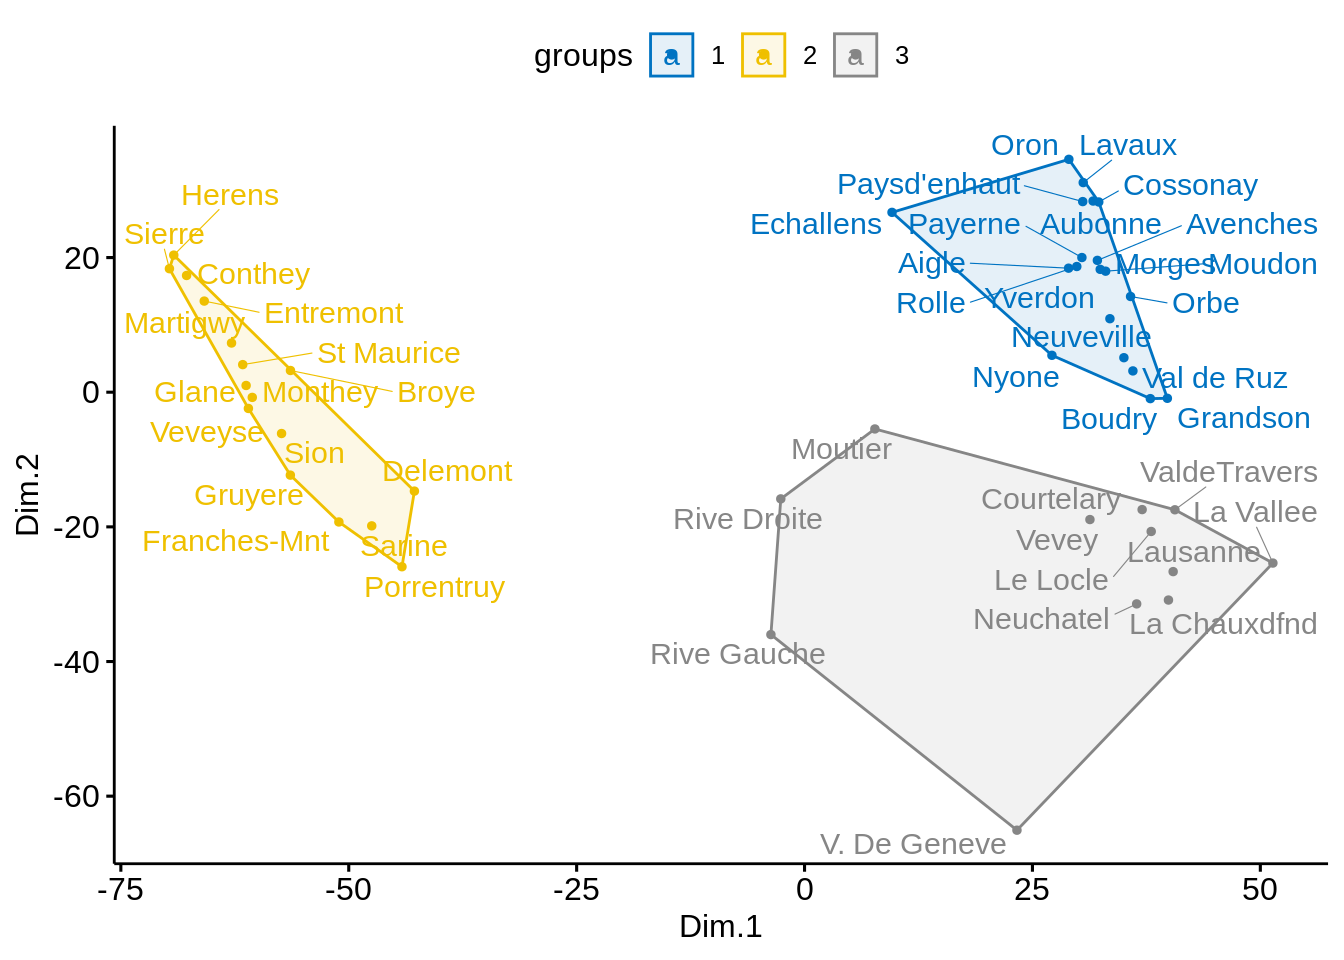 groups a 1 a 2 a 3
Oron Lavaux
Herens Paysd'enhaut Cossonay
Sierre Echallens Payerne Aubonne Avenches
20 Conthey Aigle Morges Moudon
Entremont Rolle Yverdon Orbe
Martigwy Neuveville
St Maurice Nyone Val de Ruz
0 Glane Monthey Broye
Veveyse Boudry Grandson
Sion Moutier
Delemont ValdeTravers
Gruyere Courtelary
Dim.2
-20 Rive Droite La Vallee
Franches-Mnt Sarine Vevey Lausanne
Porrentruy Le Locle
Neuchatel La Chauxdfnd
-40 Rive Gauche
-60
V. De Geneve
-75 -50 -25 0 25 50
Dim.1